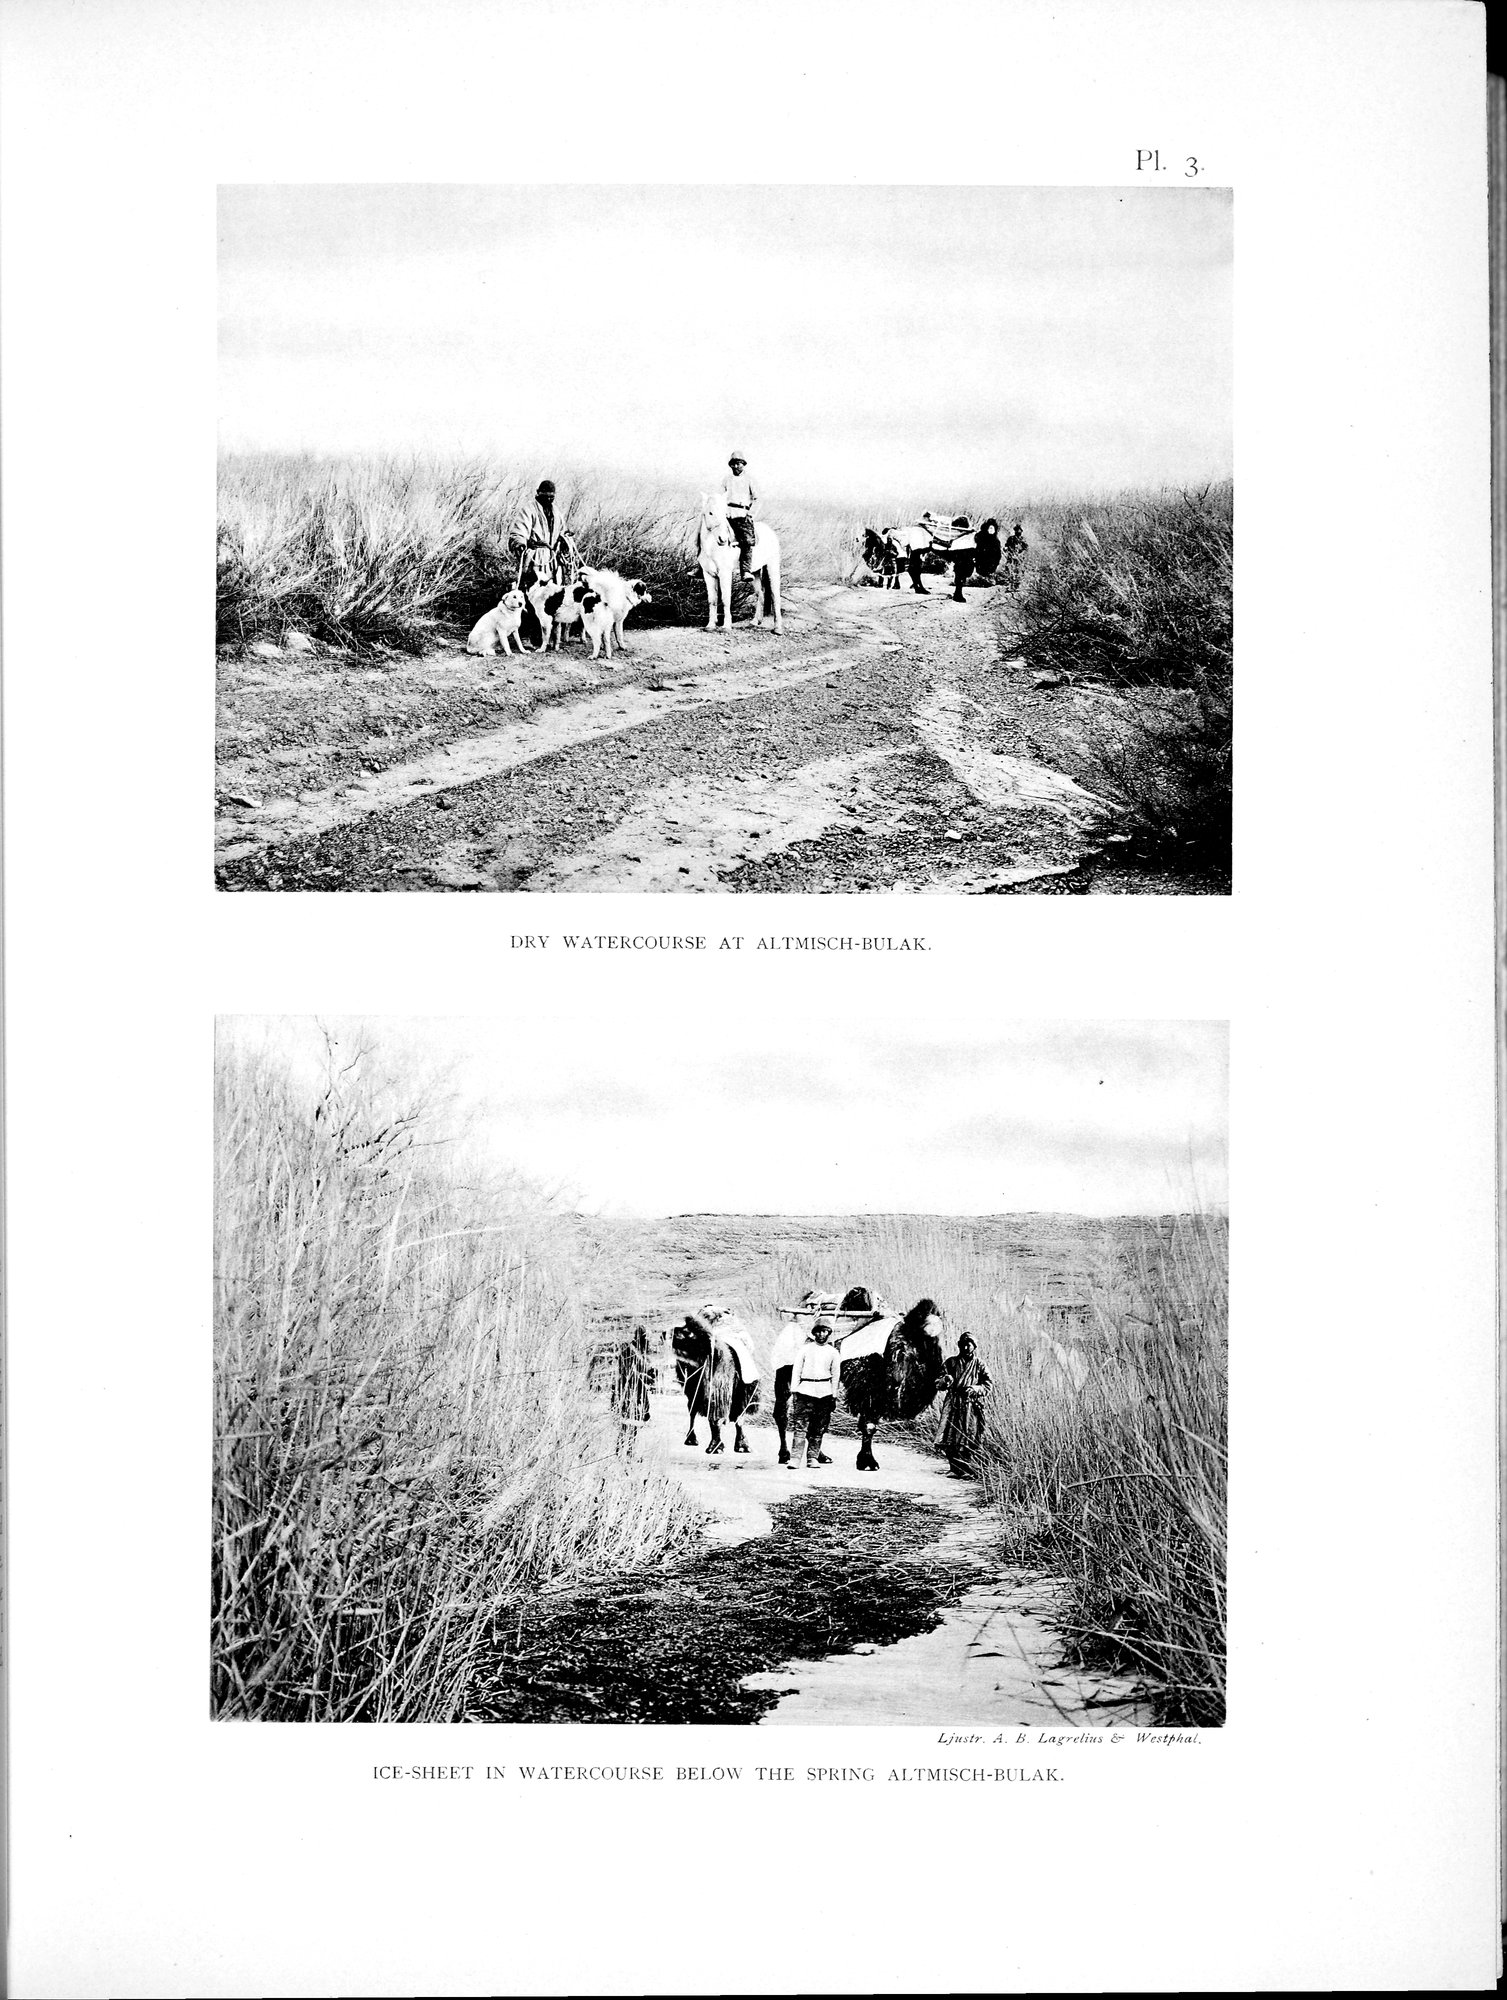 Pl. 3.
DRY WATERCOURSE AT ALTMISCH-BULAK.
Ljustr. A. B. Lagrelius & Westphal.
ICE-SHEET IN WATERCOURSE BELOW THE SPRING ALTMISCH-BULAK.